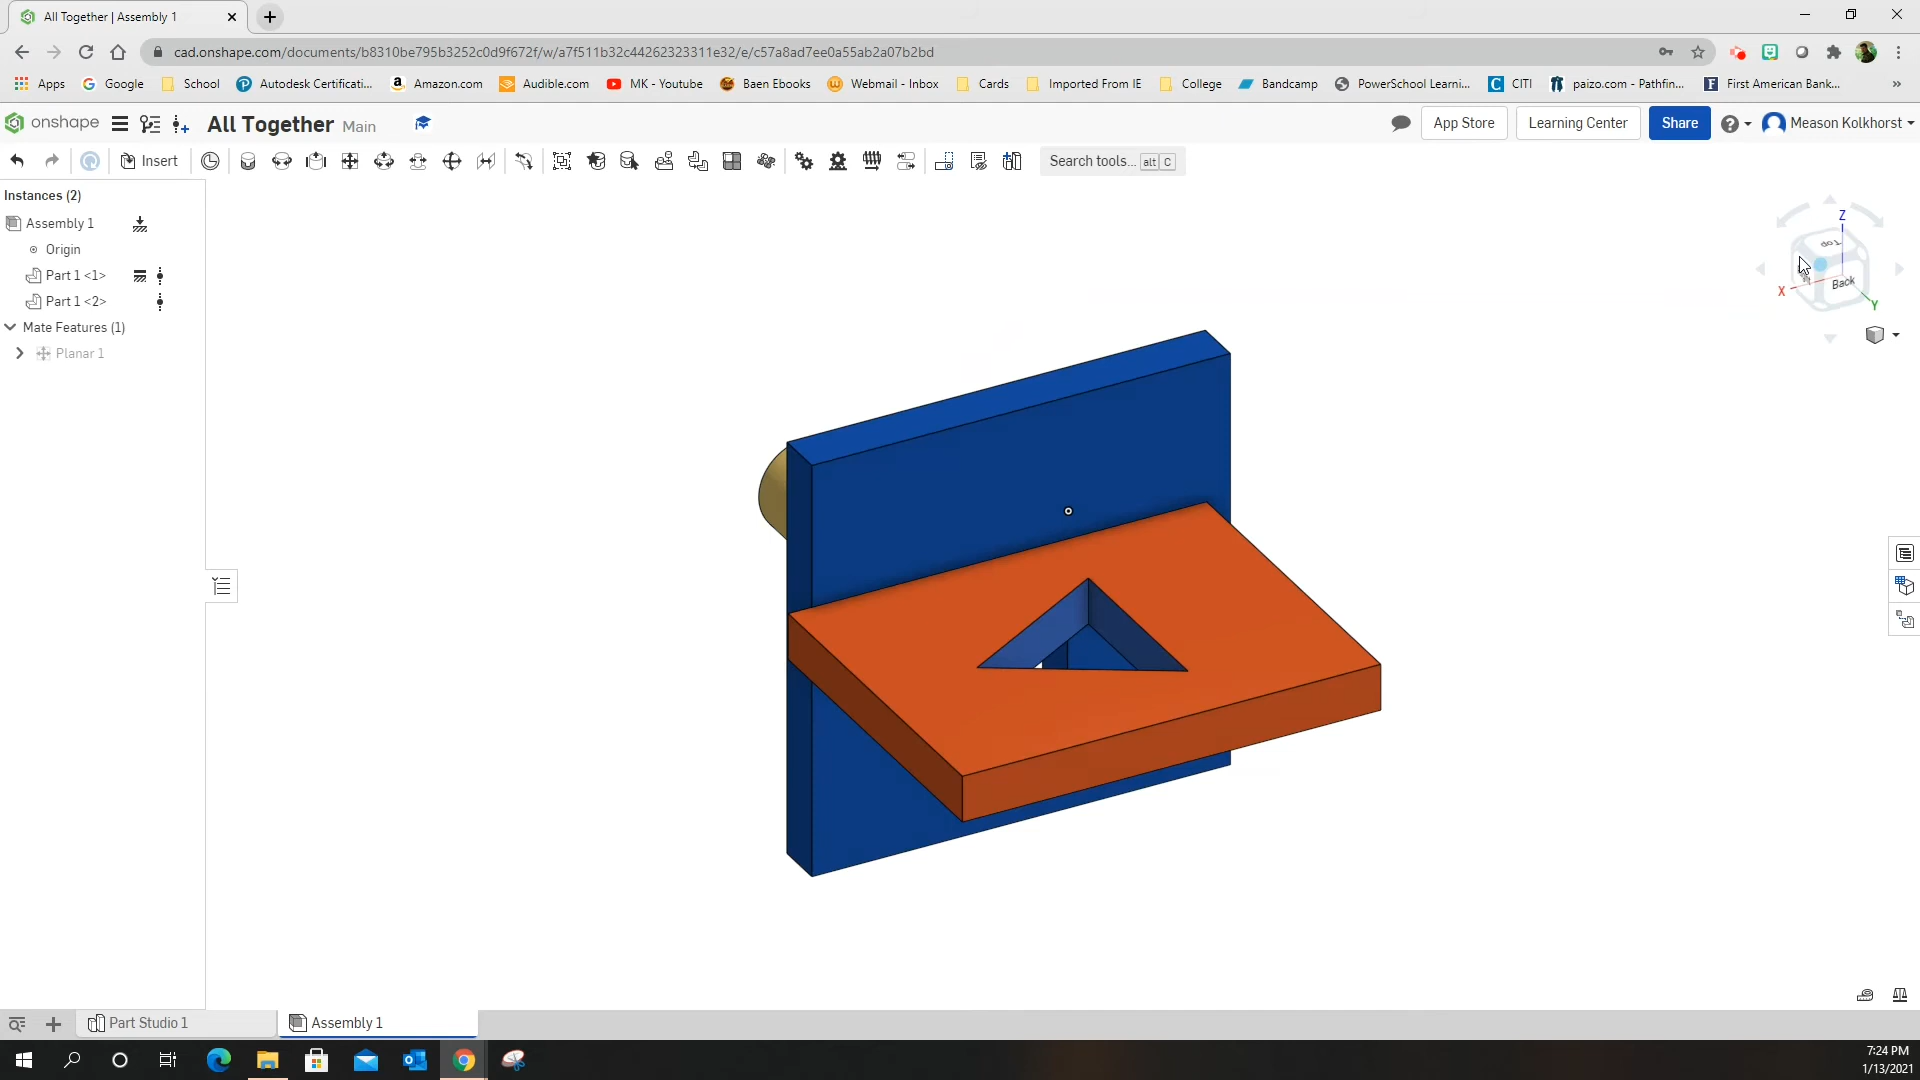 All Together | Assembly 1
cad.onshape.com/documents/b8310be795b3252c0d9f672f/w/a7f511b32c44262323311e32/e/c57a8ad7ee0a55ab2a07b2bd
Apps Google School Autodesk Certificati... Amazon.com Audible.com MK - Youtube Baen Ebooks Webmail - Inbox Cards Imported From IE College Bandcamp PowerSchool Learni... CITI paizo.com - Pathfin... First American Bank... »
onshape All Together Main App Store Learning Center Share Meason Kolkhorst
Insert Search tools... alt C
Instances (2)
Assembly 1
Origin
Part 1 <1>
Part 1 <2>
Mate Features (1)
Planar 1
Z
Top
Back
X
Y
Part Studio 1 Assembly 1
7:24 PM
1/13/2021